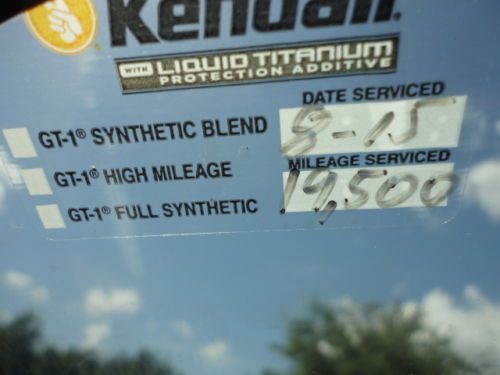 Kendall.
WITH LIQUID TITANIUM
PROTECTION ADDITIVE
DATE SERVICED
GT-1® SYNTHETIC BLEND 8-15
MILEAGE SERVICED
GT-1® HIGH MILEAGE 19,500
GT-1® FULL SYNTHETIC